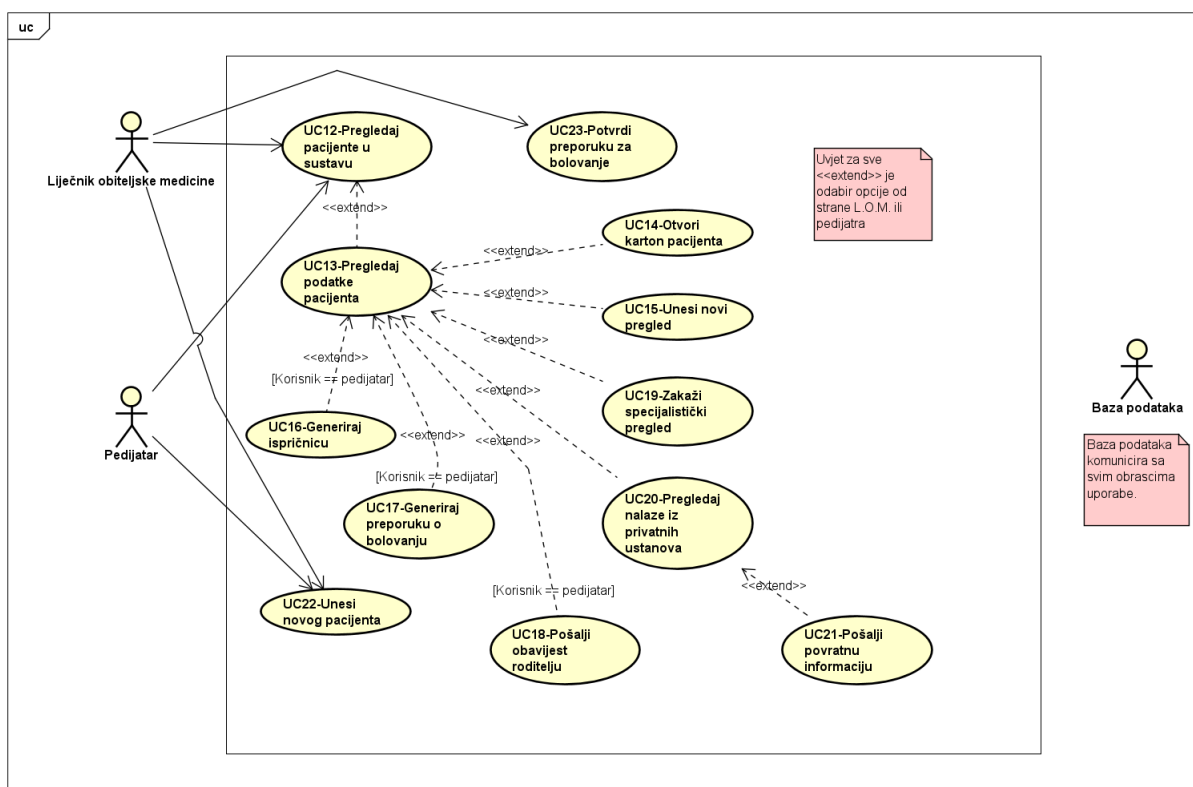 uc
UC12-Pregledaj
pacijente u
sustavu
UC23-Potvrdi
preporuku za
bolovanje
Liječnik obiteljske medicine
Uvjet za sve
<<extend>> je
odabir opcije od
strane L.O.M. ili
pedijatra
<<extend>>
UC14-Otvori
karton pacijenta
<<extend>>
UC13-Pregledaj
podatke
pacijenta
<<extend>>
UC15-Unesi novi
pregled
<<extend>>
<<extend>>
[Korisnik == pedijatar]
<<extend>>
UC19-Zakaži
specijalistički
pregled
Baza podataka
Pedijatar
UC16-Generiraj
ispričnicu
<<extend>>
Baza podataka
komunicira sa
svim obrascima
uporabe.
[Korisnik == pedijatar]
UC17-Generiraj
preporuku o
bolovanju
UC20-Pregledaj
nalaze iz
privatnih
ustanova
<<extend>>
<<extend>>
[Korisnik == pedijatar]
UC22-Unesi
novog pacijenta
UC18-Pošalji
obavijest
roditelju
UC21-Pošalji
povratnu
informaciju